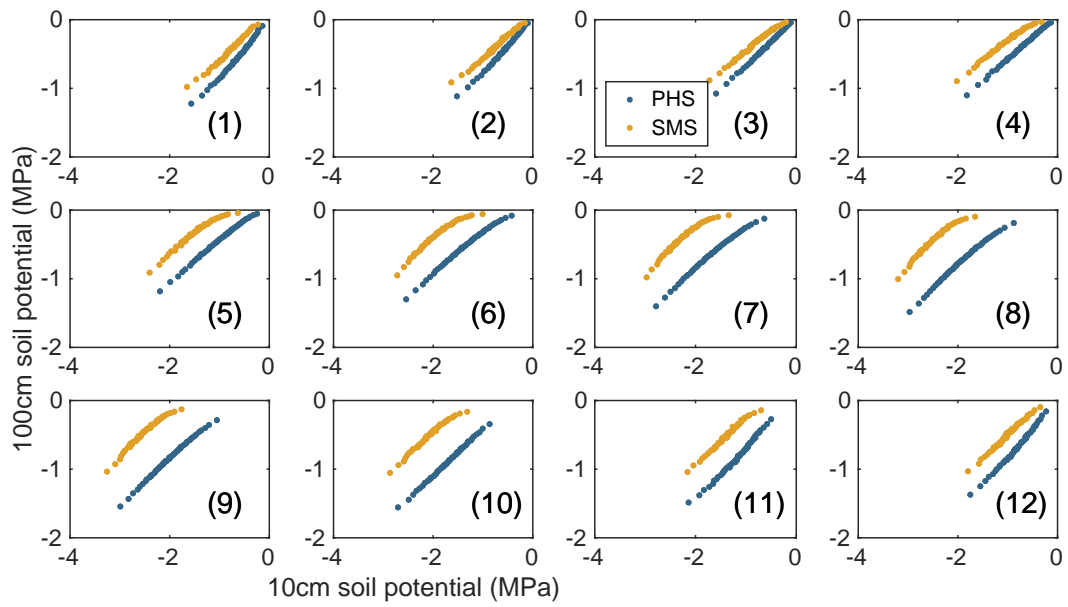 0 0 0 0
-1 -1 -1 -1
PHS
SMS
(1) (2) (3) (4)
-2 -2 -2 -2
-4 -2 0 -4 -2 0 -4 -2 0 -4 -2 0
0 0 0 0
-1 -1 -1 -1
(5) (6) (7) (8)
-2 -2 -2 -2
-4 -2 0 -4 -2 0 -4 -2 0 -4 -2 0
100cm soil potential (MPa)
0 0 0 0
-1 -1 -1 -1
(9) (10) (11) (12)
-2 -2 -2 -2
-4 -2 0 -4 -2 0 -4 -2 0 -4 -2 0
10cm soil potential (MPa)